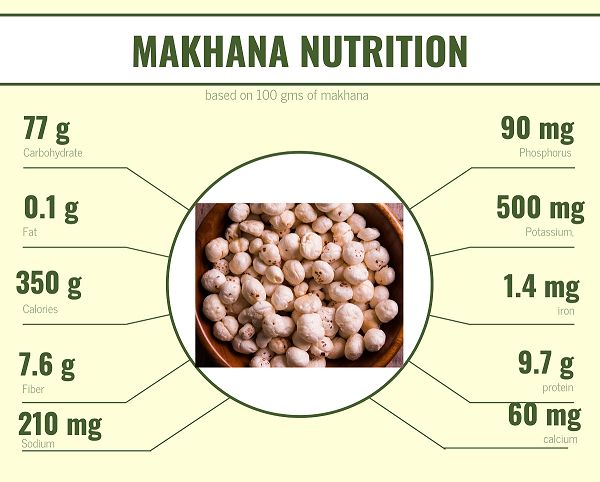 MAKHANA NUTRITION
based on 100 gms of makhana
77 g
Carbohydrate
0.1 g
Fat
350 g
Calories
7.6 g
Fiber
210 mg
Sodium
90 mg
Phosphorus
500 mg
Potassium,
1.4 mg
iron
9.7 g
protein
60 mg
calcium